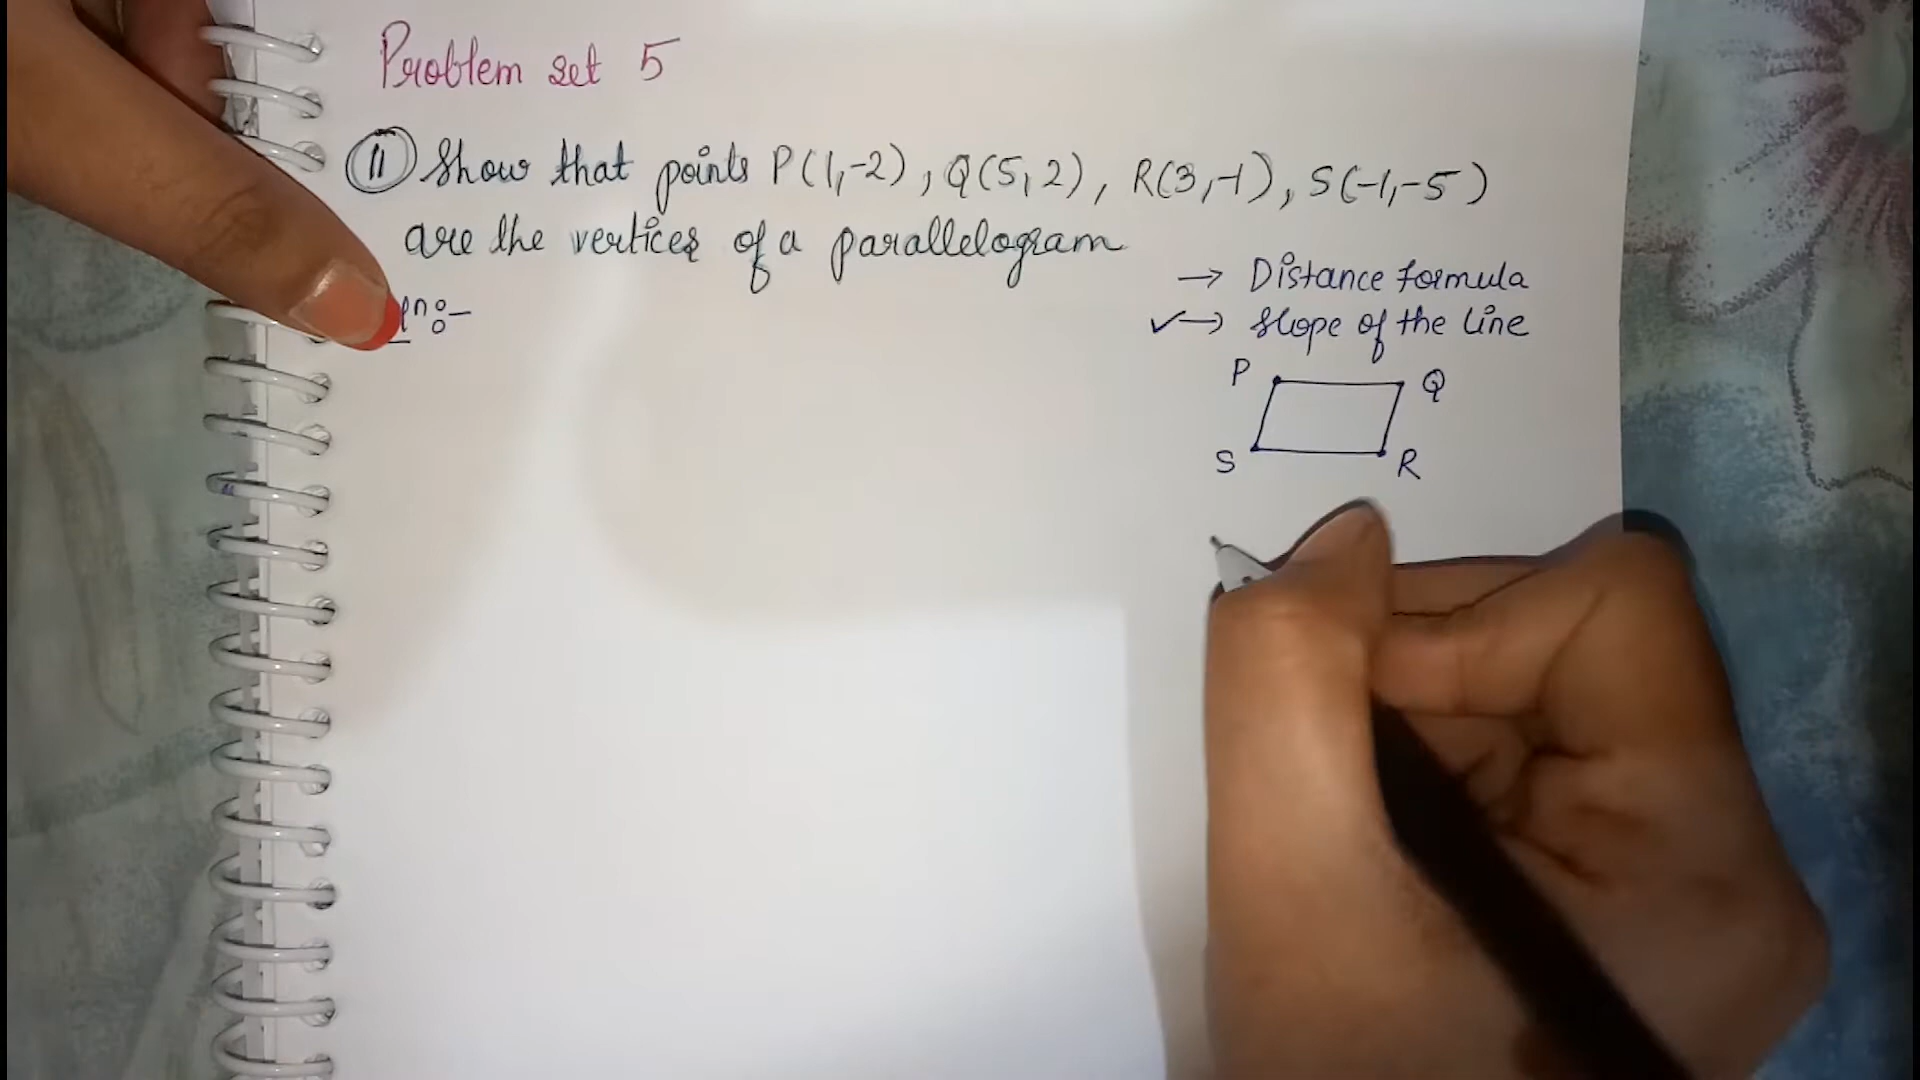 Problem set 5
11 Show that points P(1,-2), Q(5,2), R(3,-1), S(-1,-5)
are the vertices of a parallelogram
→ Distance formula
✓→ Slope of the line
P Q
S R